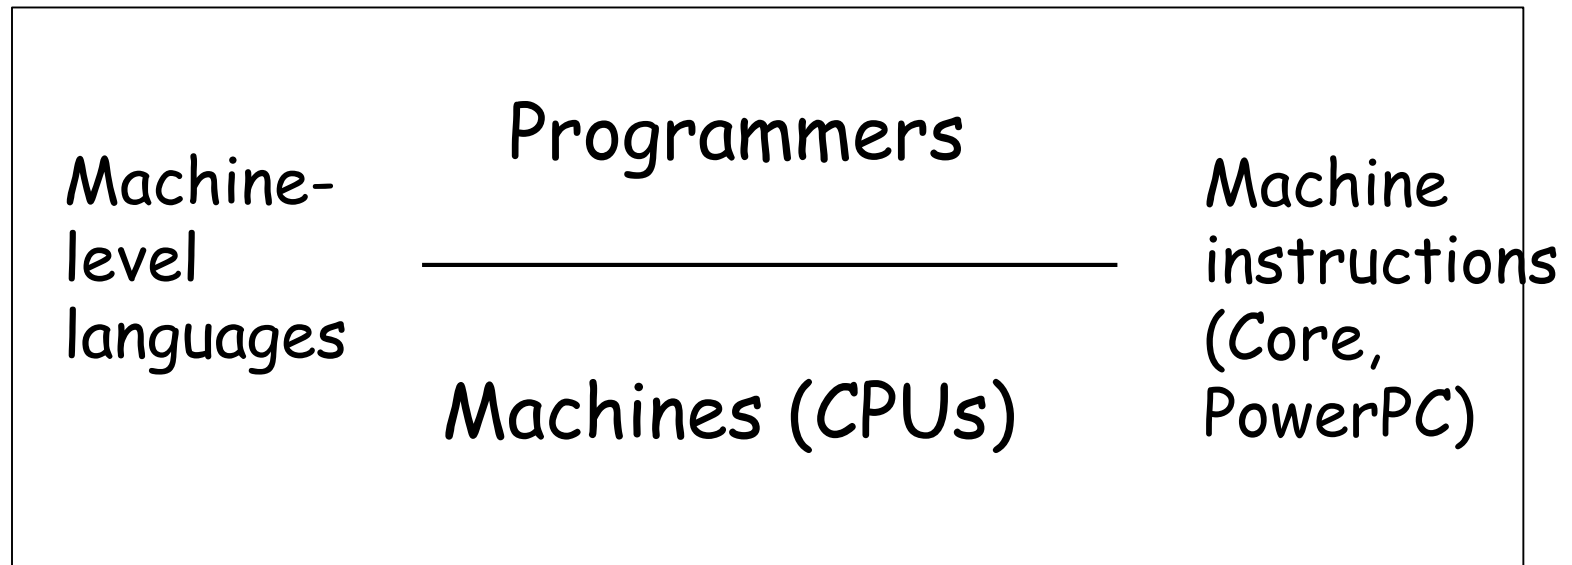 Machine-
level
languages
Programmers
Machines (CPUs)
Machine
instructions
(Core,
PowerPC)